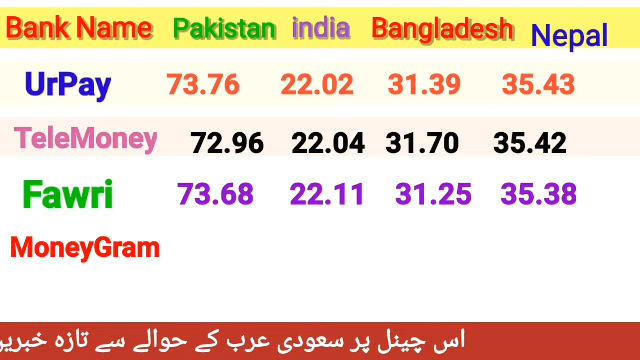 Bank Name Pakistan india Bangladesh Nepal
UrPay 73.76 22.02 31.39 35.43
TeleMoney 72.96 22.04 31.70 35.42
Fawri 73.68 22.11 31.25 35.38
MoneyGram
اس چینل پر سعودی عرب کے حوالے سے تازہ